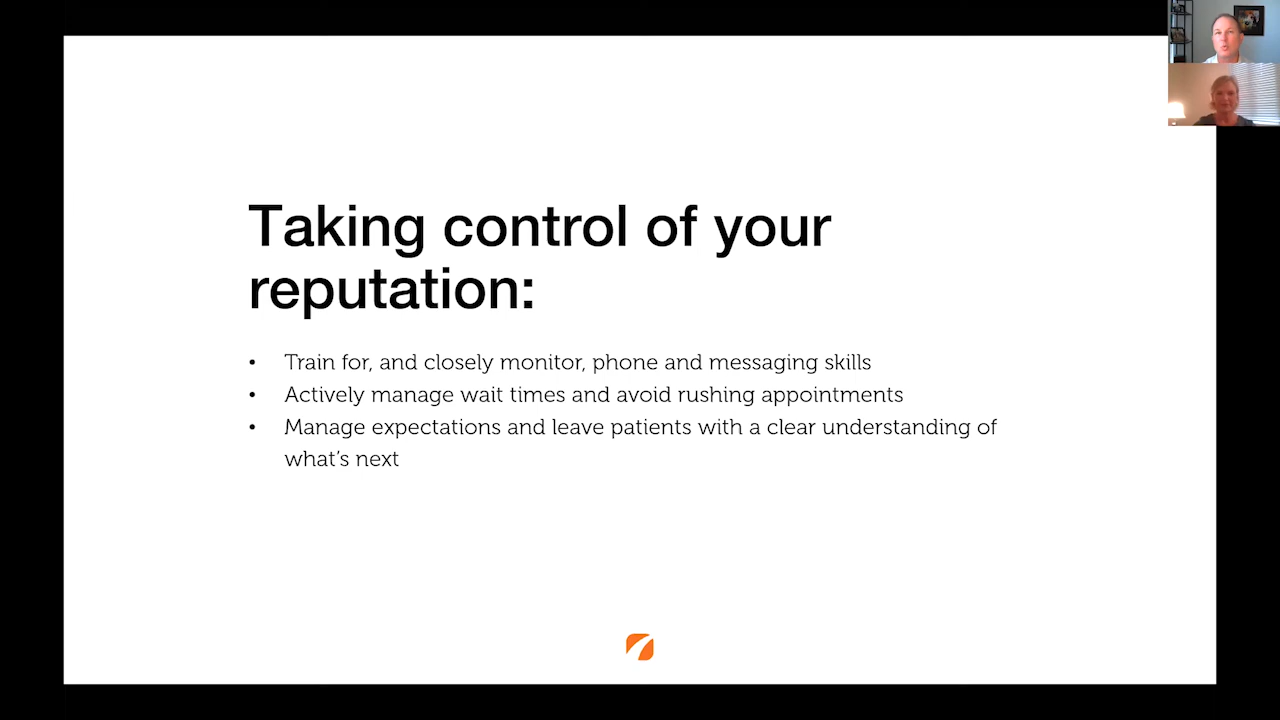 Taking control of your
reputation:
• Train for, and closely monitor, phone and messaging skills
• Actively manage wait times and avoid rushing appointments
• Manage expectations and leave patients with a clear understanding of
what’s next